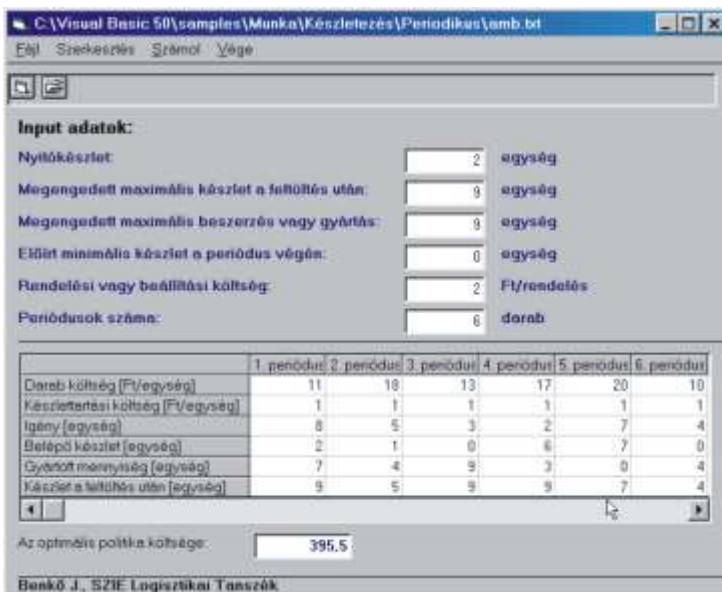 C:\Visual Basic 50\samples\Munka\Készletezés\Periodikus\amb.txt
Fájl Szerkesztés Számol Vége
Input adatok:
Nyitókészlet: 2 egység
Megengedett maximális készlet a feltöltés után: 9 egység
Megengedett maximális beszerzés vagy gyártás: 9 egység
Előírt minimális készlet a periódus végén: 0 egység
Rendelési vagy beállítási költség: 2 Ft/rendelés
Periódusok száma: 6 darab
1. periódus 2. periódus 3. periódus 4. periódus 5. periódus 6. periódus
Darab költség [Ft/egység] 11 18 13 17 20 10
Készlettartási költség [Ft/egység] 1 1 1 1 1 1
Igény [egység] 8 5 3 2 7 4
Belépő készlet [egység] 2 1 0 6 7 0
Gyártott mennyiség [egység] 7 4 9 3 0 4
Készlet a feltöltés után [egység] 9 5 9 9 7 4
Az optimális politika költsége: 395,5
Benkő J., SZIE Logisztikai Tanszék